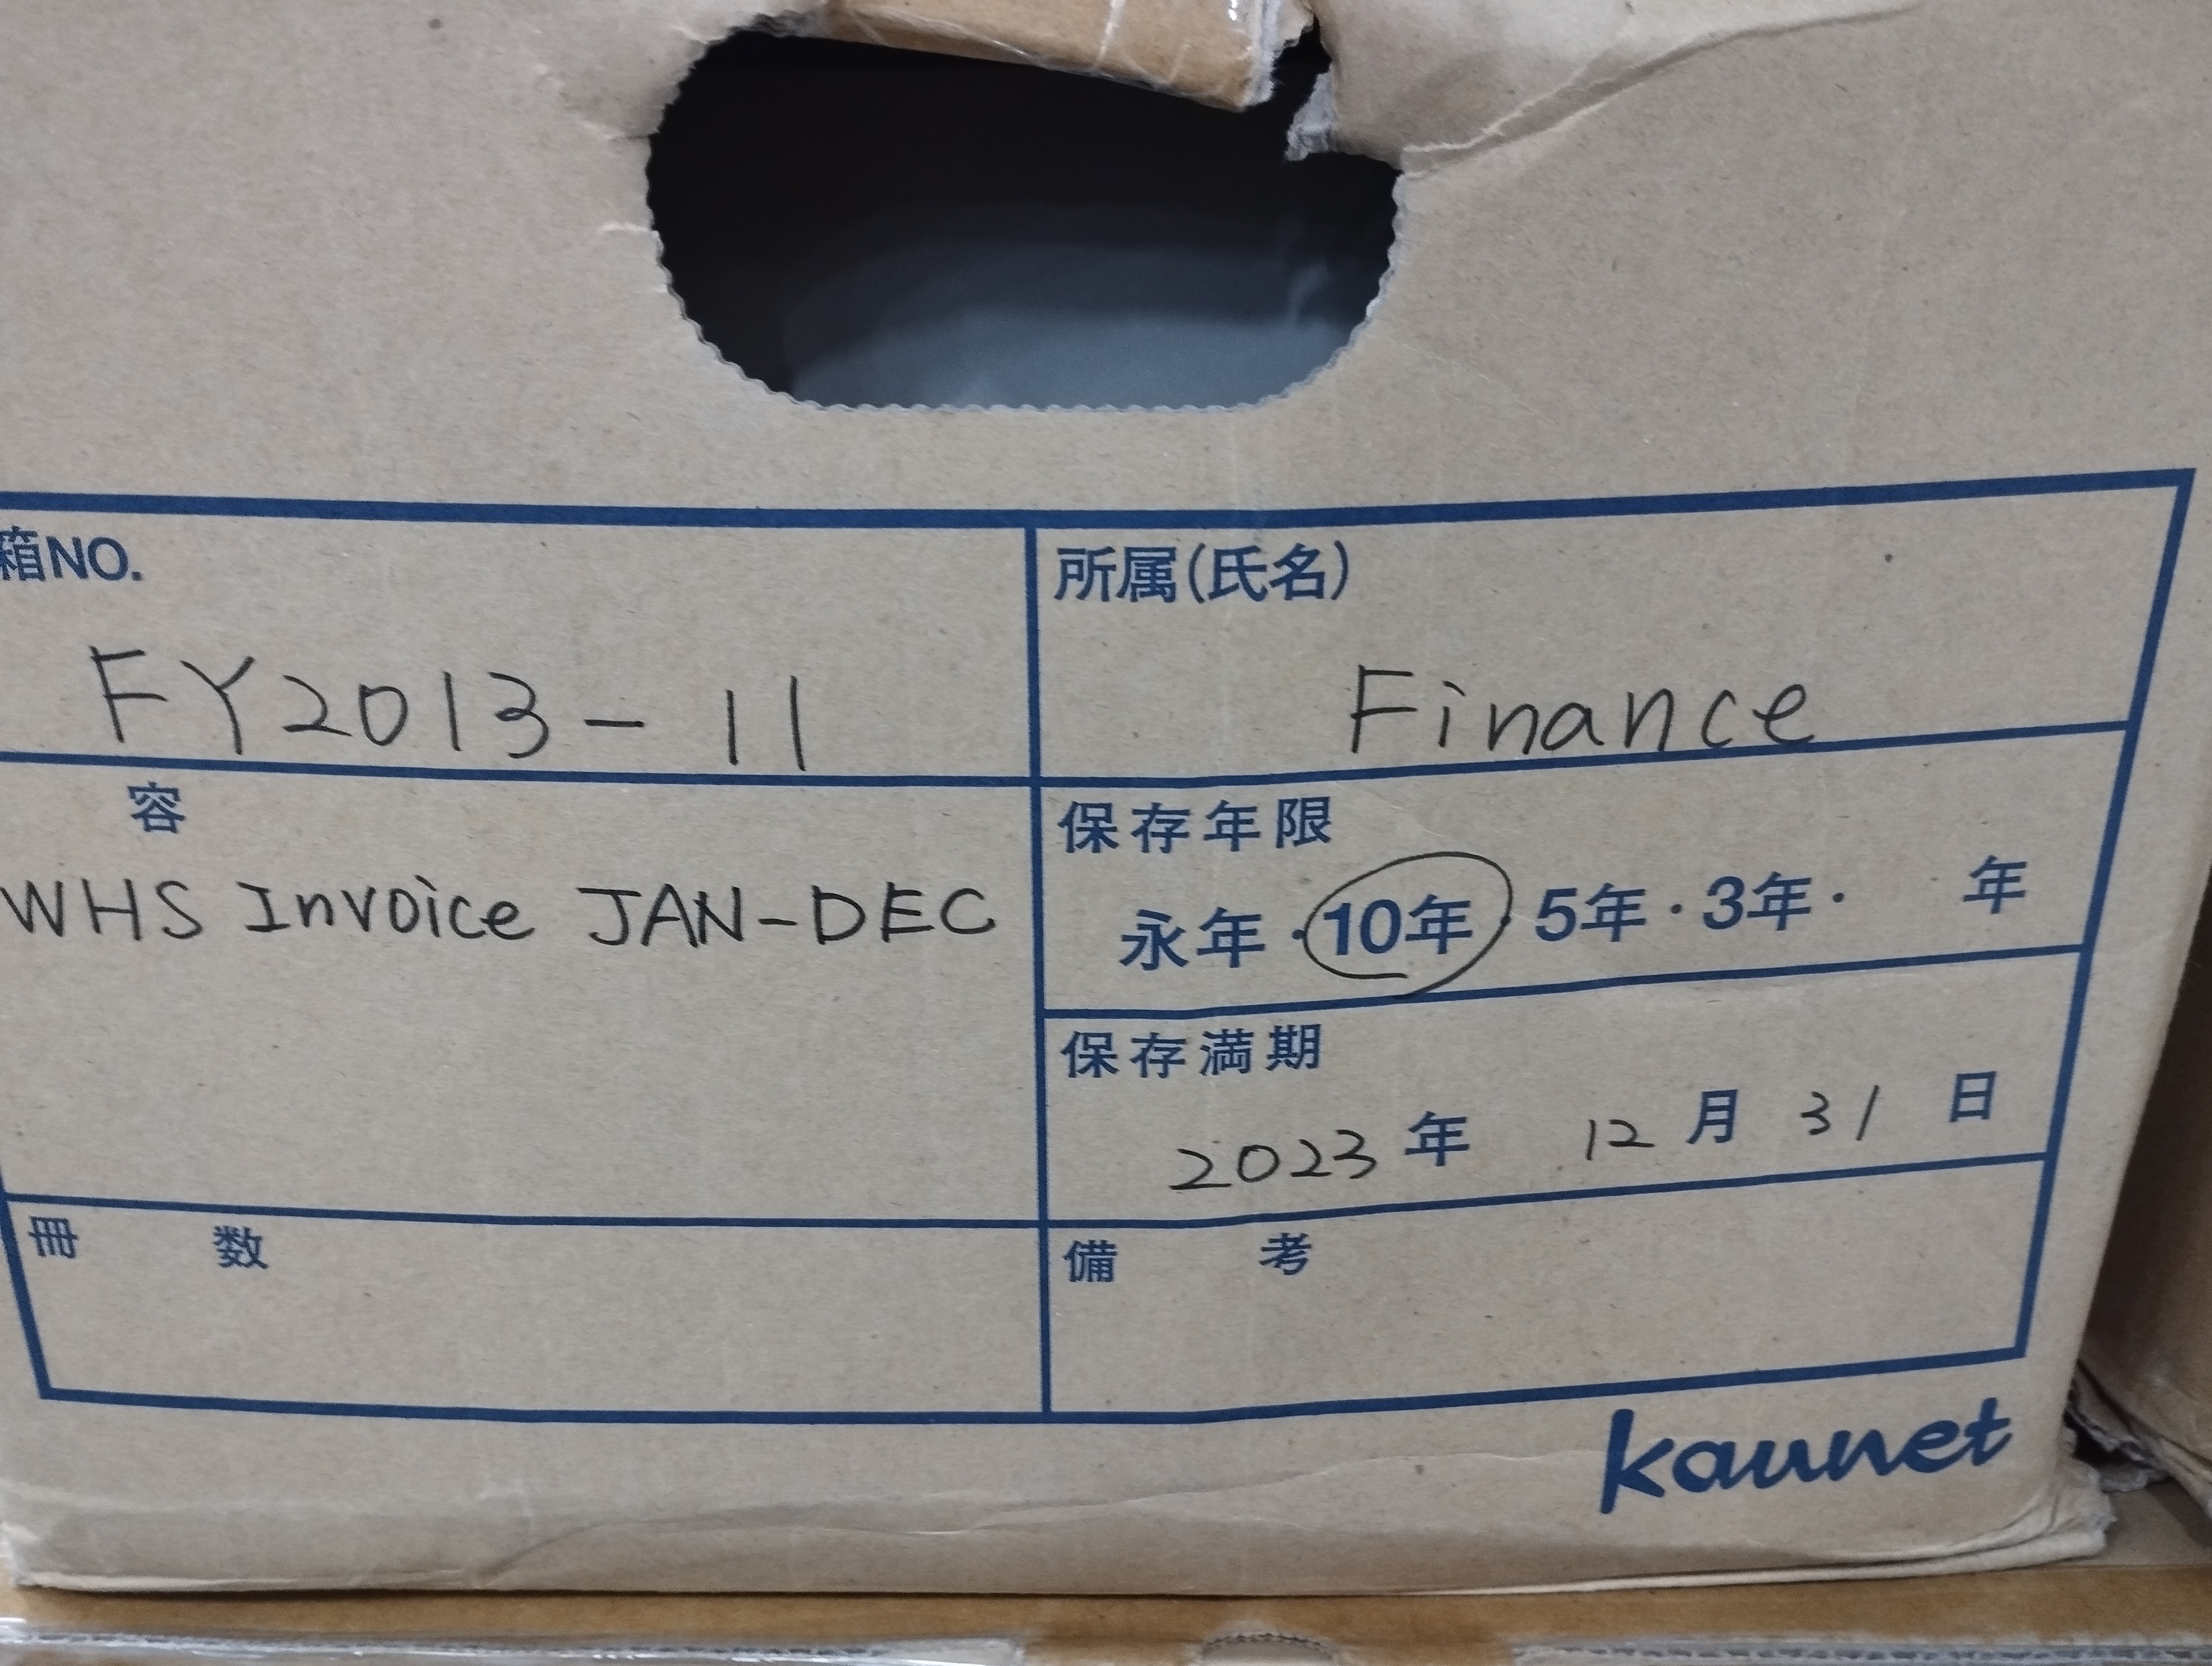 箱NO.
FY2013-11
所属(氏名)
Finance
容
WHS Invoice JAN-DEC
保存年限
永年・10年・5年・3年・ 年
保存満期
2023年 12月 31日
冊 数
備 考
kaunet